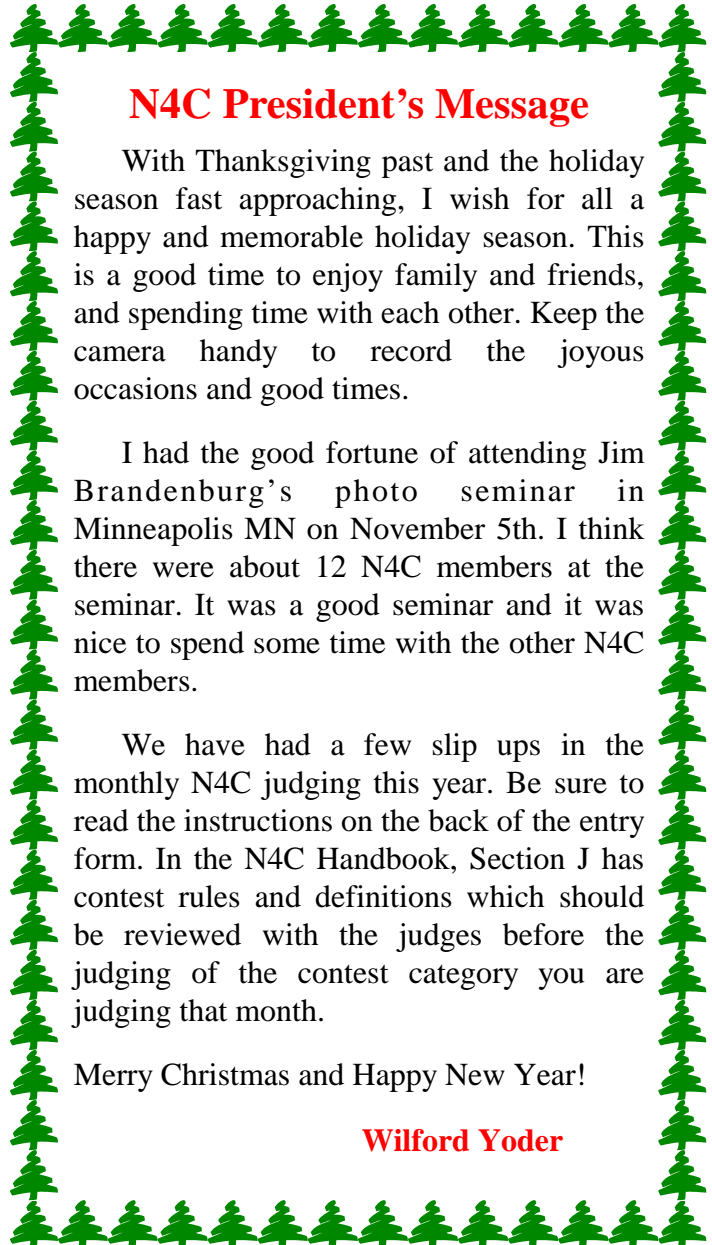 N4C President’s Message
With Thanksgiving past and the holiday
season fast approaching, I wish for all a
happy and memorable holiday season. This
is a good time to enjoy family and friends,
and spending time with each other. Keep the
camera handy to record the joyous
occasions and good times.
I had the good fortune of attending Jim
Brandenburg’s photo seminar in
Minneapolis MN on November 5th. I think
there were about 12 N4C members at the
seminar. It was a good seminar and it was
nice to spend some time with the other N4C
members.
We have had a few slip ups in the
monthly N4C judging this year. Be sure to
read the instructions on the back of the entry
form. In the N4C Handbook, Section J has
contest rules and definitions which should
be reviewed with the judges before the
judging of the contest category you are
judging that month.
Merry Christmas and Happy New Year!
Wilford Yoder